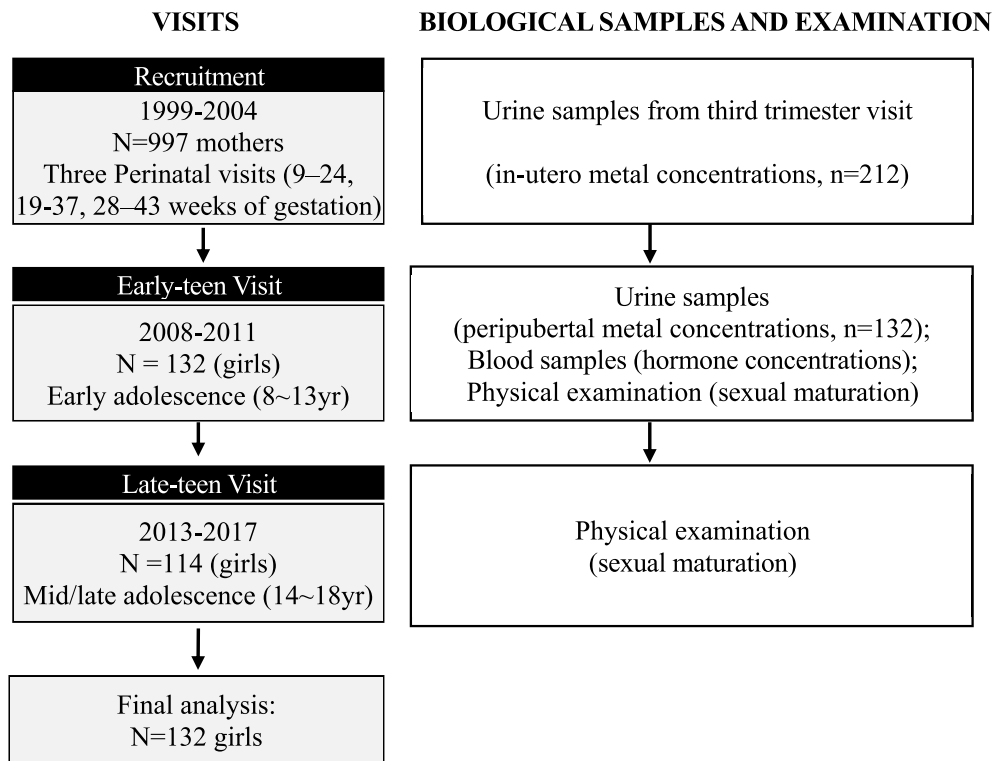 VISITS
BIOLOGICAL SAMPLES AND EXAMINATION
Recruitment
1999-2004
N=997 mothers
Three Perinatal visits (9–24,
19-37, 28–43 weeks of gestation)
Urine samples from third trimester visit
(in-utero metal concentrations, n=212)
Early-teen Visit
2008-2011
N = 132 (girls)
Early adolescence (8~13yr)
Urine samples
(peripubertal metal concentrations, n=132);
Blood samples (hormone concentrations);
Physical examination (sexual maturation)
Late-teen Visit
2013-2017
N =114 (girls)
Mid/late adolescence (14~18yr)
Physical examination
(sexual maturation)
Final analysis:
N=132 girls